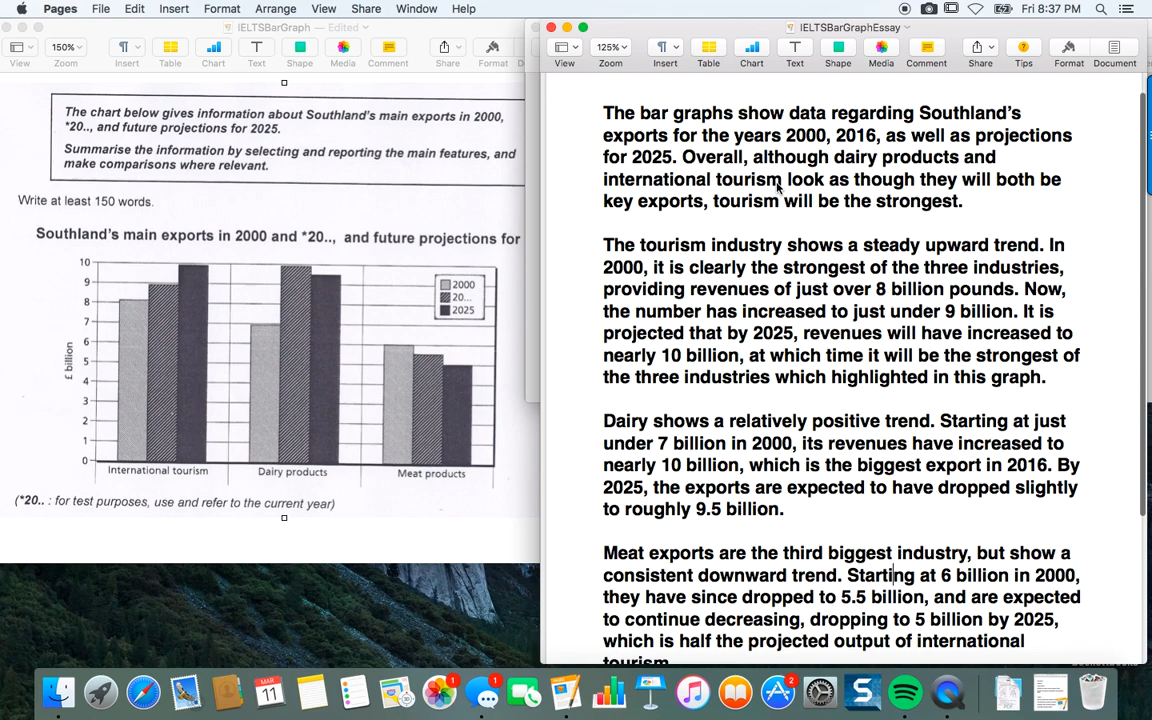 Pages File Edit Insert Format Arrange View Share Window Help
Fri 8:37 PM
IELTSBarGraph — Edited
150%
View Zoom Insert Table Chart Text Shape Media Comment Share Format
The chart below gives information about Southland's main exports in 2000,
*20.., and future projections for 2025.
Summarise the information by selecting and reporting the main features, and
make comparisons where relevant.
Write at least 150 words.
Southland's main exports in 2000 and *20.., and future projections for
10
9
8
7
6
5
4
3
2
1
0
£ billion
2000
20...
2025
International tourism Dairy products Meat products
(*20.. : for test purposes, use and refer to the current year)
IELTSBarGraphEssay
125%
View Zoom Insert Table Chart Text Shape Media Comment Share Tips Format Document
The bar graphs show data regarding Southland's
exports for the years 2000, 2016, as well as projections
for 2025. Overall, although dairy products and
international tourism look as though they will both be
key exports, tourism will be the strongest.
The tourism industry shows a steady upward trend. In
2000, it is clearly the strongest of the three industries,
providing revenues of just over 8 billion pounds. Now,
the number has increased to just under 9 billion. It is
projected that by 2025, revenues will have increased to
nearly 10 billion, at which time it will be the strongest of
the three industries which highlighted in this graph.
Dairy shows a relatively positive trend. Starting at just
under 7 billion in 2000, its revenues have increased to
nearly 10 billion, which is the biggest export in 2016. By
2025, the exports are expected to have dropped slightly
to roughly 9.5 billion.
Meat exports are the third biggest industry, but show a
consistent downward trend. Starting at 6 billion in 2000,
they have since dropped to 5.5 billion, and are expected
to continue decreasing, dropping to 5 billion by 2025,
which is half the projected output of international
tourism
MAR
11
1
1
2